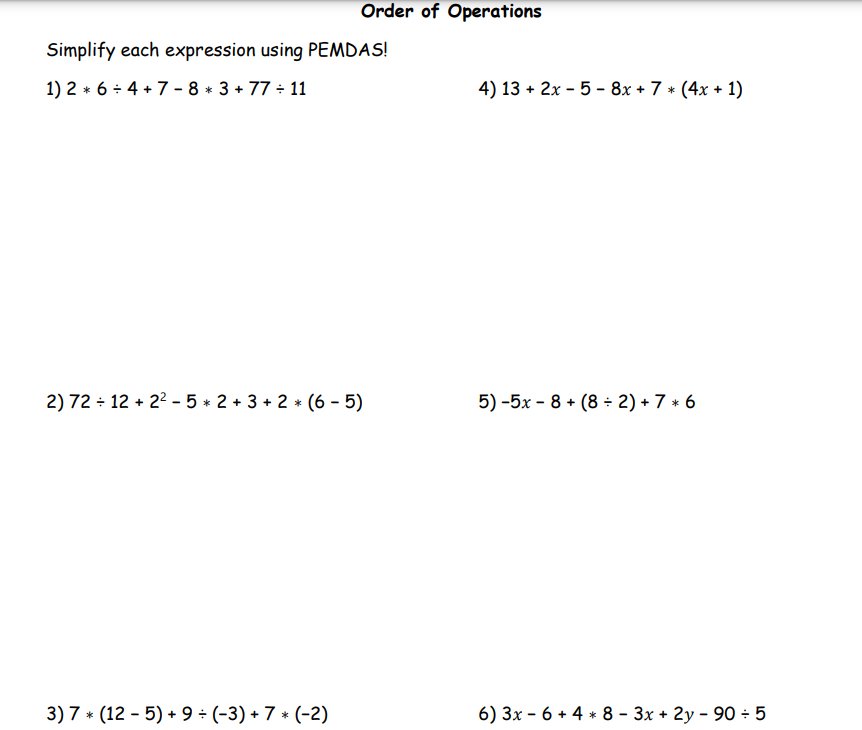 Order of Operations
Simplify each expression using PEMDAS!
1) 2 * 6 ÷ 4 + 7 – 8 * 3 + 77 ÷ 11
4) 13 + 2x – 5 – 8x + 7 * (4x + 1)
2) 72 ÷ 12 + 2² – 5 * 2 + 3 + 2 * (6 – 5)
5) –5x – 8 + (8 ÷ 2) + 7 * 6
3) 7 * (12 – 5) + 9 ÷ (–3) + 7 * (–2)
6) 3x – 6 + 4 * 8 – 3x + 2y – 90 ÷ 5